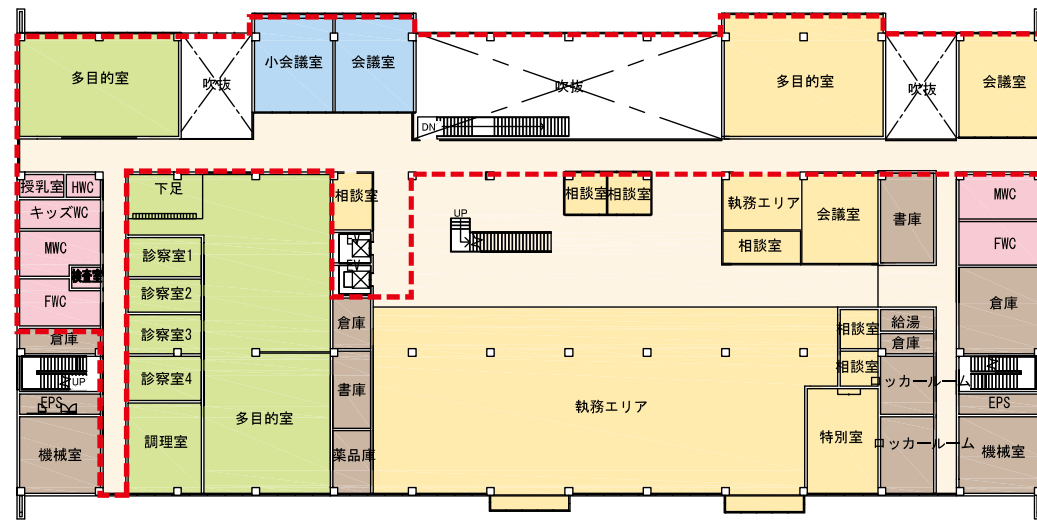 多目的室
吹抜
小会議室
会議室
吹抜
多目的室
吹抜
会議室
DN
授乳室
HWC
下足
相談室
相談室
相談室
執務エリア
会議室
書庫
MWC
キッズWC
UP
MWC
診察室1
EV
相談室
FWC
検査室
EV
診察室2
FWC
倉庫
倉庫
診察室3
倉庫
相談室
給湯
倉庫
UP
診察室4
書庫
相談室
ロッカールーム
EPS
多目的室
執務エリア
EPS
機械室
調理室
薬品庫
特別室
ロッカールーム
機械室